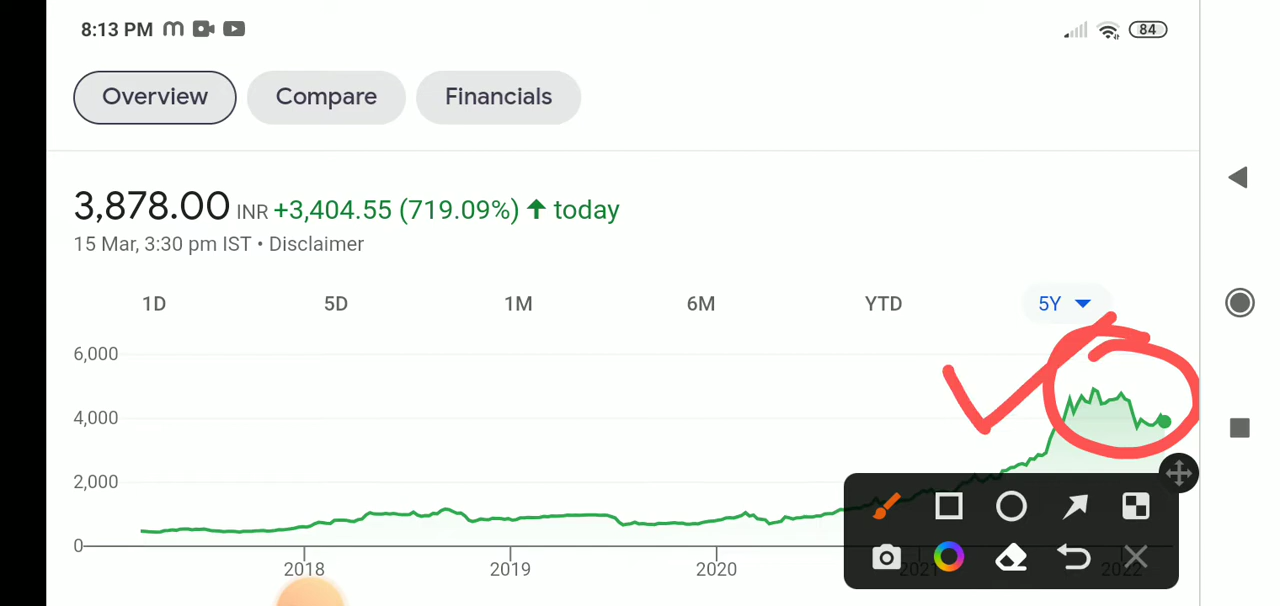 8:13 PM
84
Overview Compare Financials
3,878.00 INR +3,404.55 (719.09%) ↑ today
15 Mar, 3:30 pm IST • Disclaimer
1D 5D 1M 6M YTD 5Y
6,000
4,000
2,000
0
2018 2019 2020 2021 2022